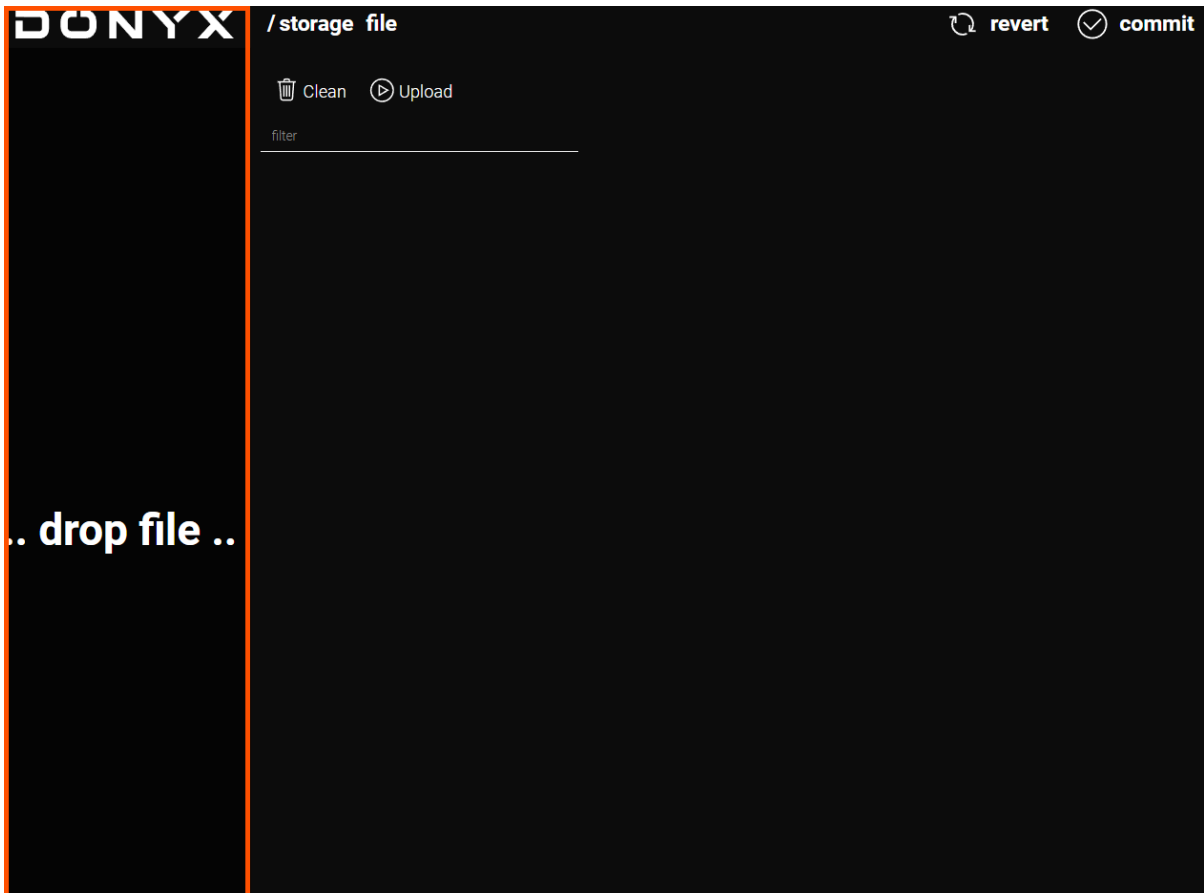 DONYX
/ storage file
revert
commit
Clean
Upload
filter
.. drop file ..